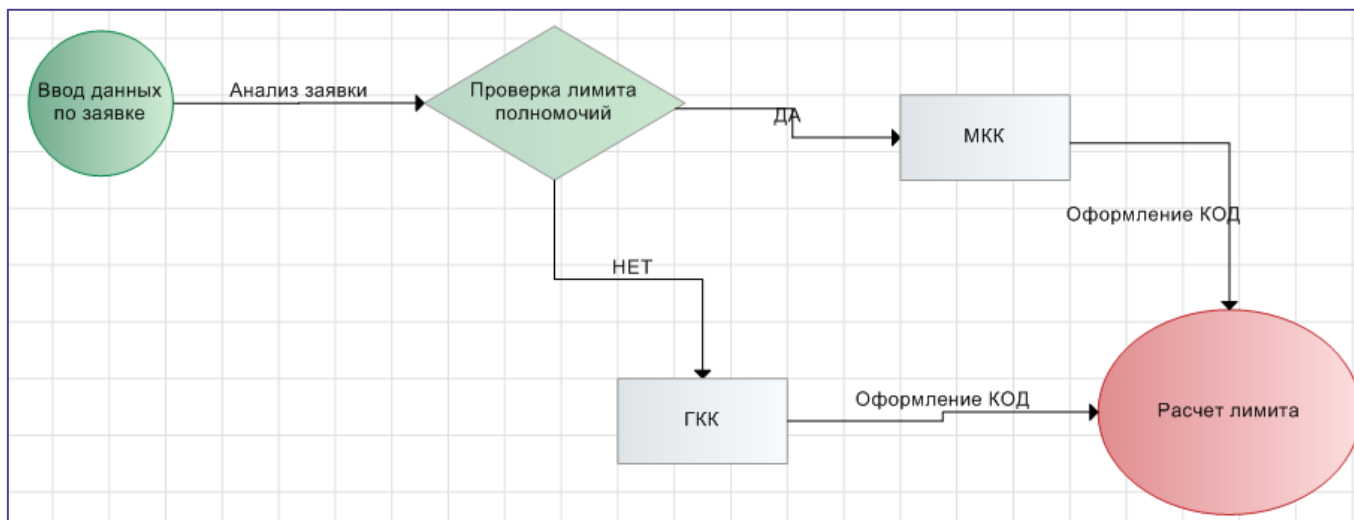 Ввод данных
по заявке
Анализ заявки
Проверка лимита
полномочий
ДА
МКК
Оформление КОД
НЕТ
ГКК
Оформление КОД
Расчет лимита